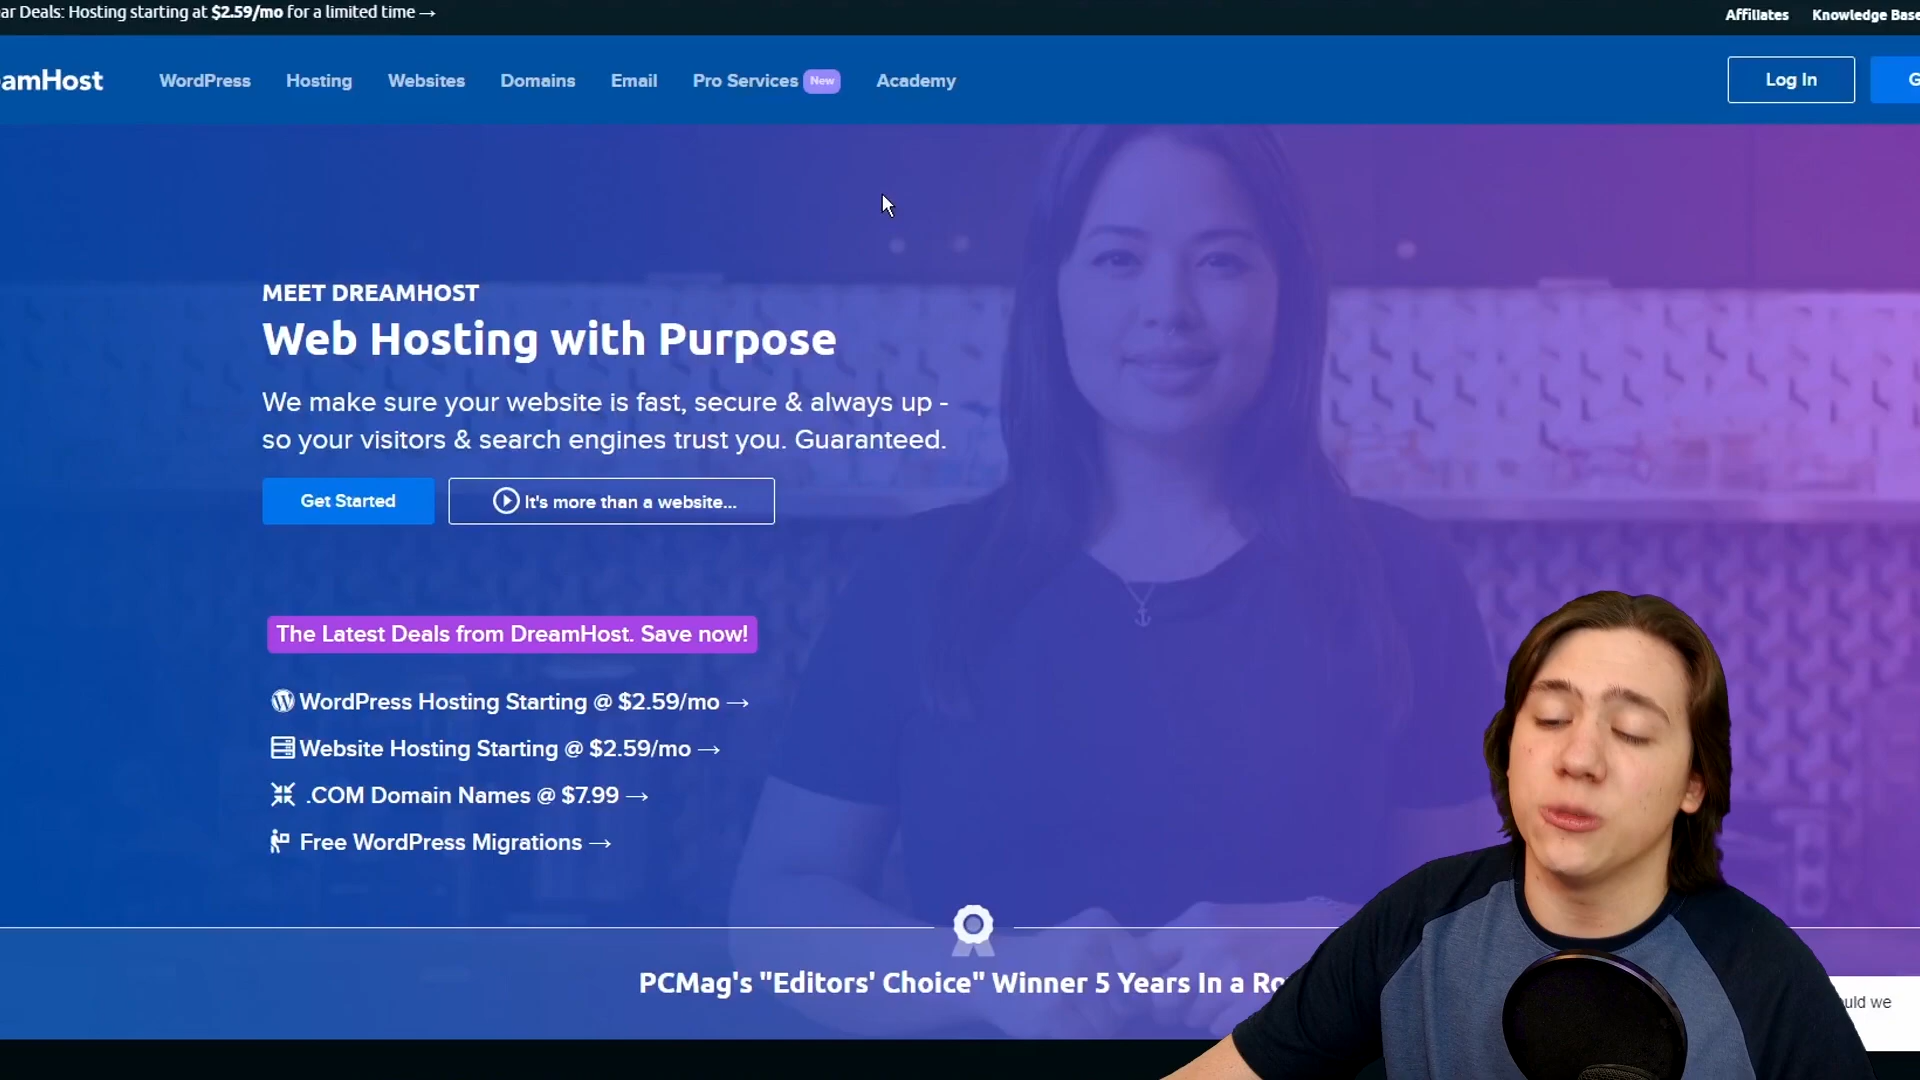 ar Deals: Hosting starting at $2.59/mo for a limited time →
Affiliates Knowledge Base
amHost WordPress Hosting Websites Domains Email Pro Services New Academy Log In G
MEET DREAMHOST
Web Hosting with Purpose
We make sure your website is fast, secure & always up -
so your visitors & search engines trust you. Guaranteed.
Get Started It's more than a website...
The Latest Deals from DreamHost. Save now!
WordPress Hosting Starting @ $2.59/mo →
Website Hosting Starting @ $2.59/mo →
.COM Domain Names @ $7.99 →
Free WordPress Migrations →
PCMag's "Editors' Choice" Winner 5 Years In a Ro
uld we